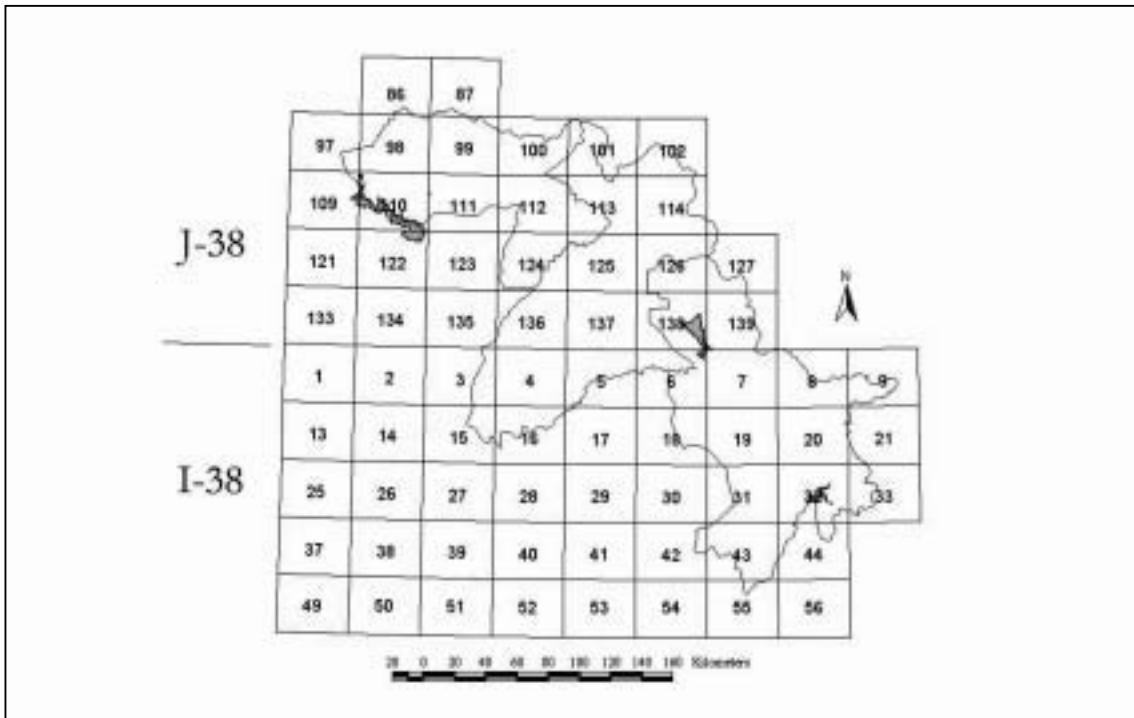 86 87
97 98 99 100 101 102
109 110 111 112 113 114
J-38
121 122 123 124 125 126 127
N
133 134 135 136 137 138 139
1 2 3 4 5 6 7 8 9
13 14 15 16 17 18 19 20 21
I-38
25 26 27 28 29 30 31 32 33
37 38 39 40 41 42 43 44
49 50 51 52 53 54 55 56
20 0 20 40 60 80 100 120 140 160 Kilometers